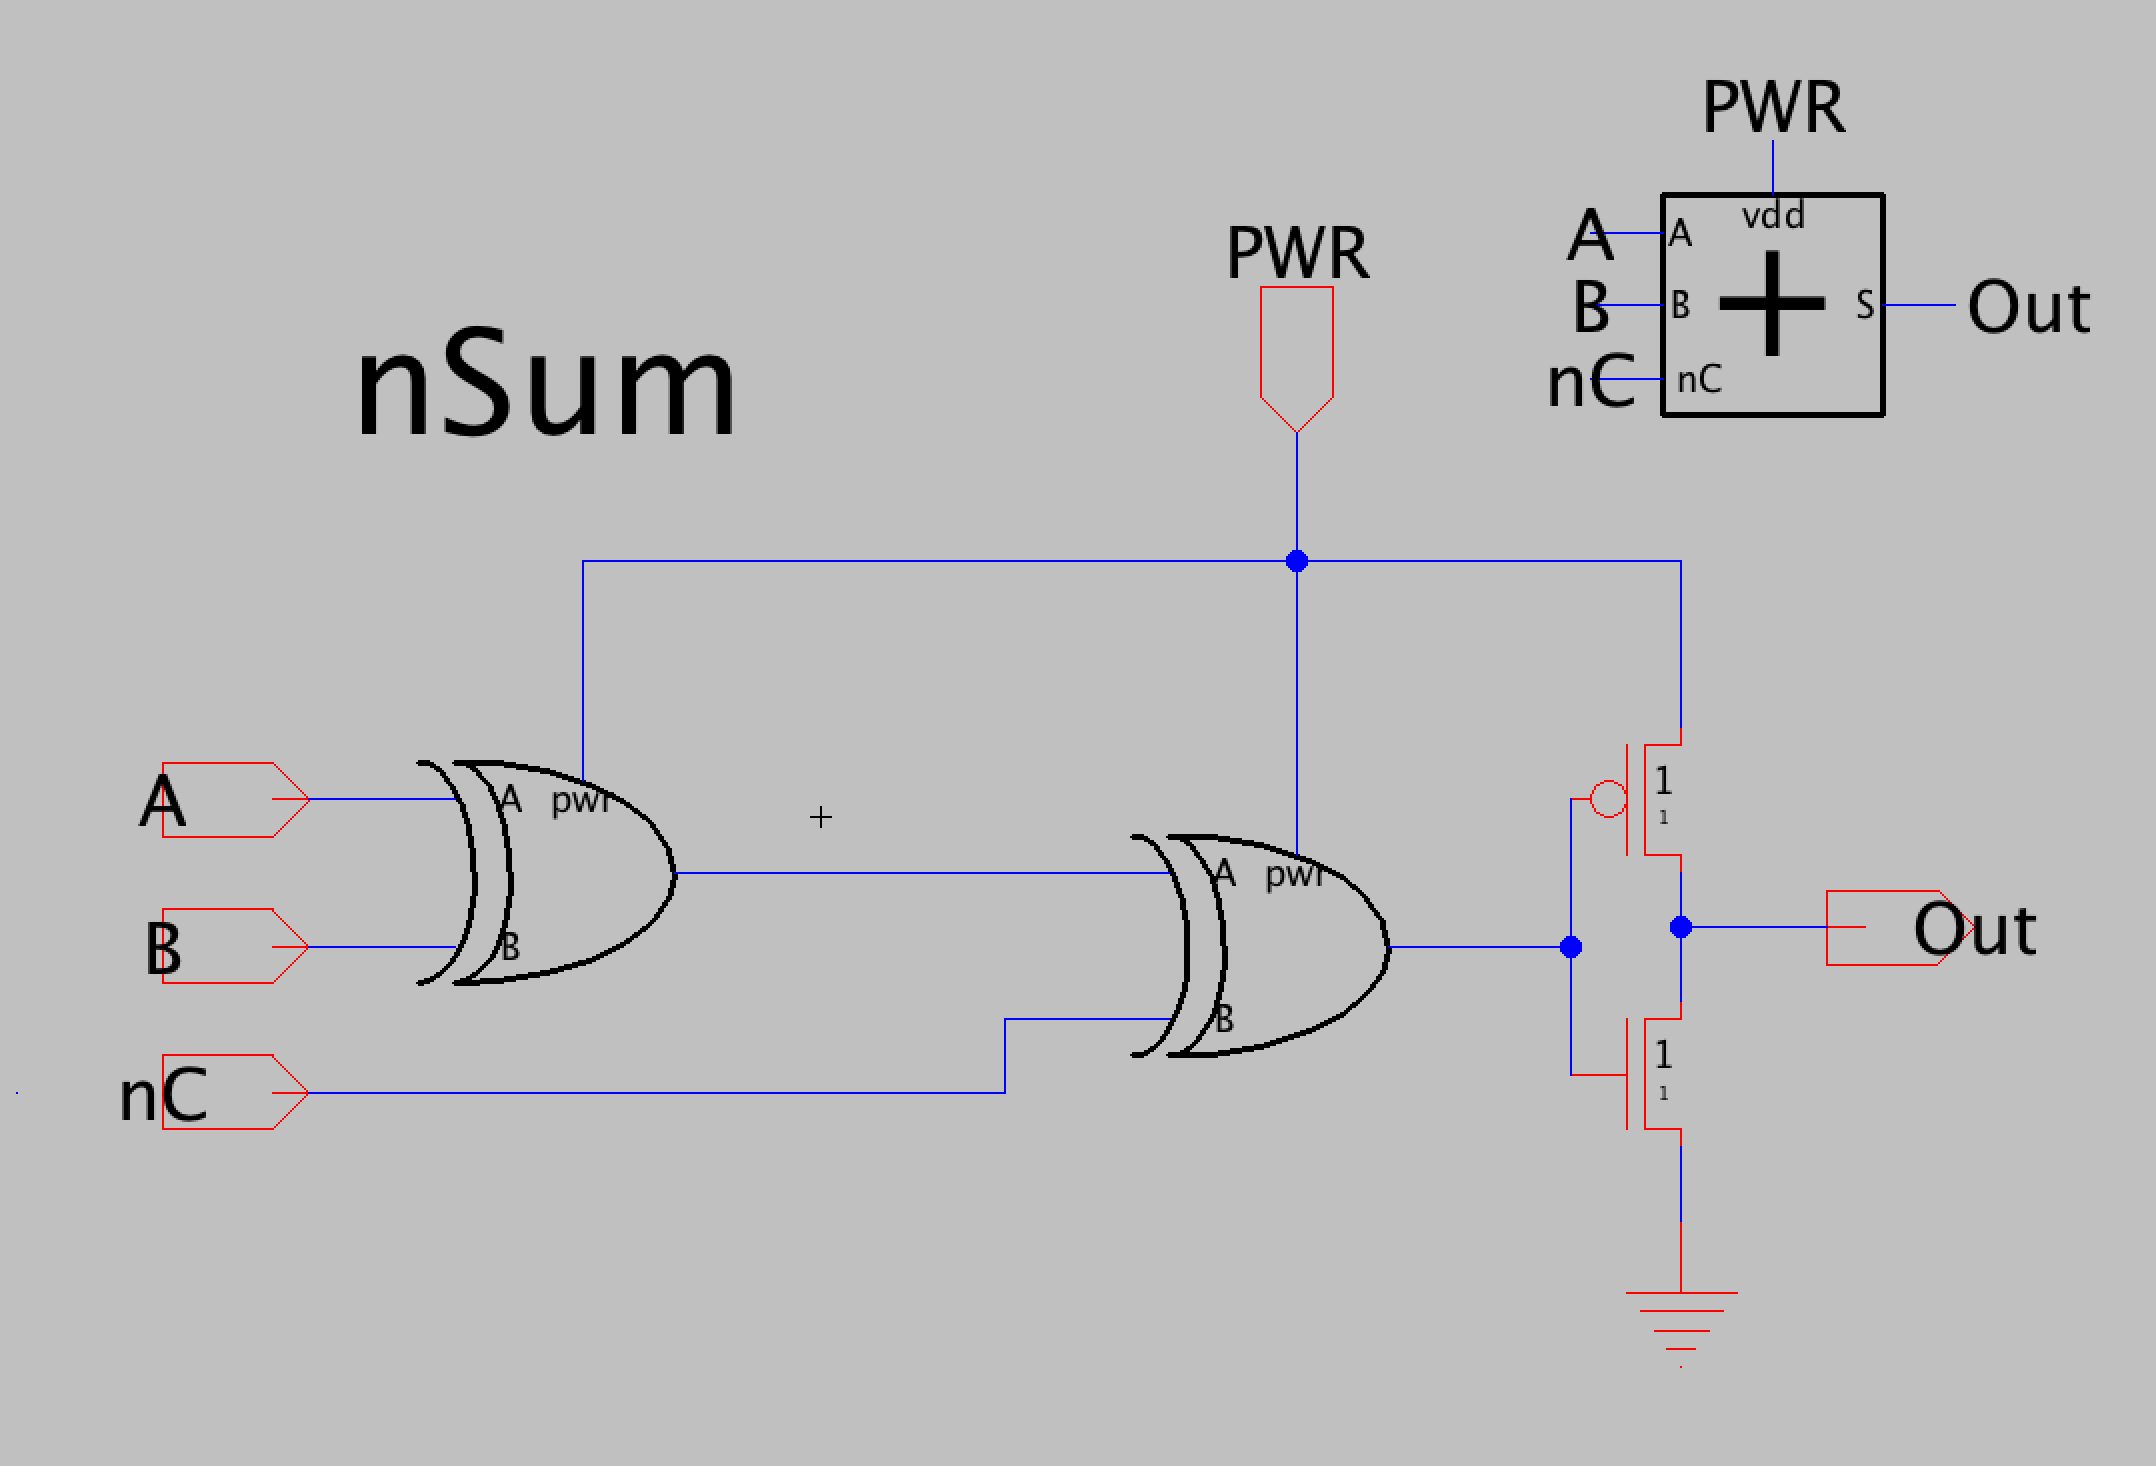 PWR
vdd
A A
B B S Out
nC nC
PWR
nSum
A A pwr
B B
nC
A pwr
B
1
1
Out
1
1